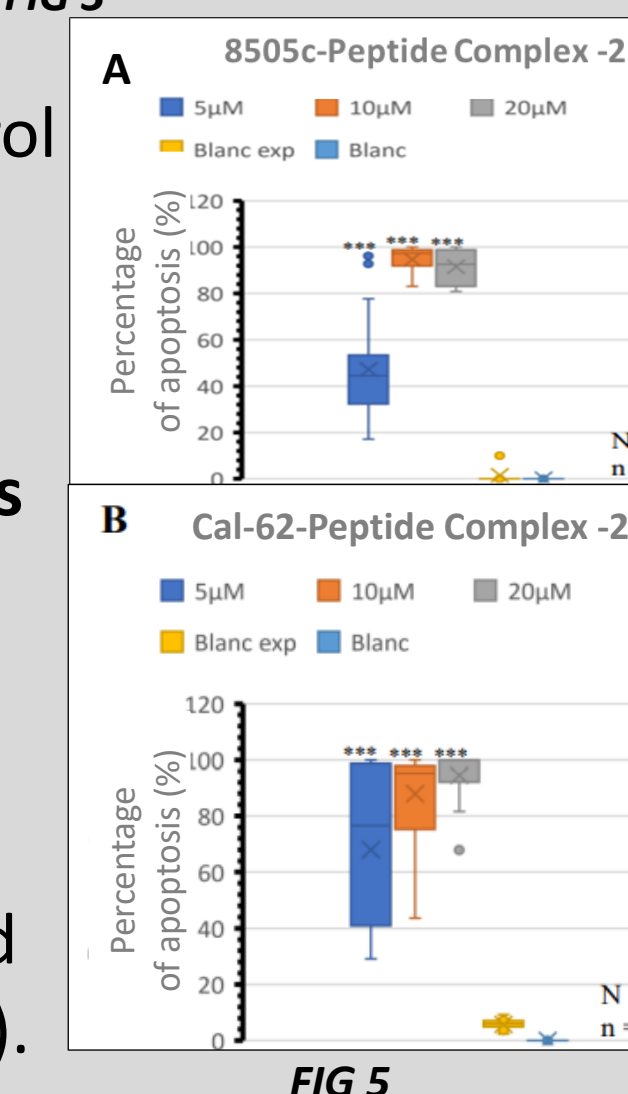 FIG 5
A
8505c-Peptide Complex -2
5μM
10μM
20μM
Blanc exp
Blanc
rol
Percentage
of apoptosis (%)
120
100
80
60
40
20
0
*** *** ***
N
n
s
B
Cal-62-Peptide Complex -2
5μM
10μM
20μM
Blanc exp
Blanc
Percentage
of apoptosis (%)
120
100
80
60
40
20
0
*** *** ***
N
n =
d
).
FIG 5